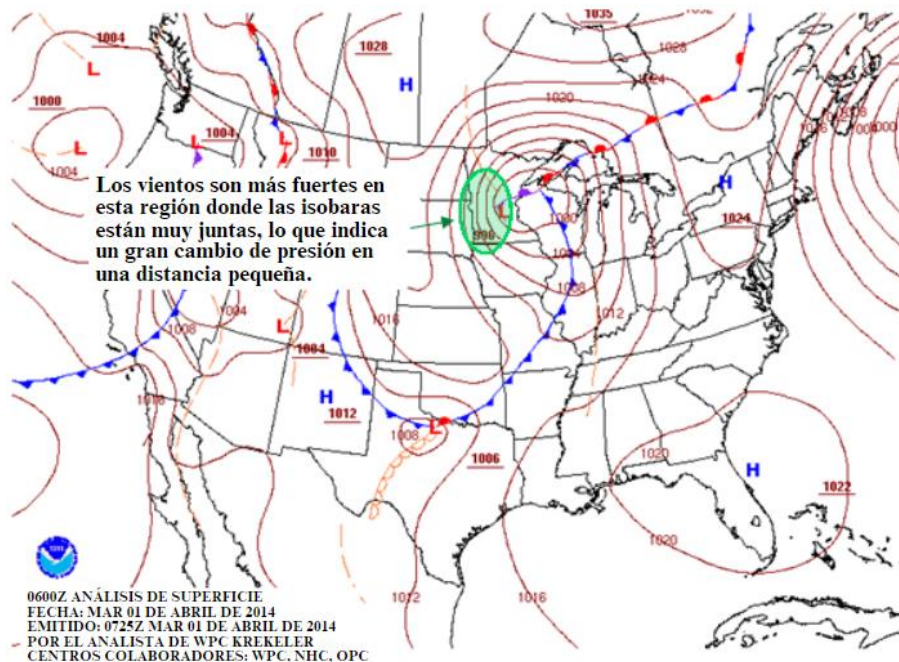 1035
1004
1028
1028
1024
L
H
1000
1020
1004
L
L
L
1004
1010
1000
H
Los vientos son más fuertes en
esta región donde las isobaras
están muy juntas, lo que indica
un gran cambio de presión en
una distancia pequeña.
L
1000
1024
996
1004
1008
1004
1008
L
1016
1012
1004
1016
H
1012
1008
L
1006
1020
H
1022
1020
1012
1016
0600Z ANÁLISIS DE SUPERFICIE
FECHA: MAR 01 DE ABRIL DE 2014
EMITIDO: 0725Z MAR 01 DE ABRIL DE 2014
POR EL ANALISTA DE WPC KREKELER
CENTROS COLABORADORES: WPC, NHC, OPC